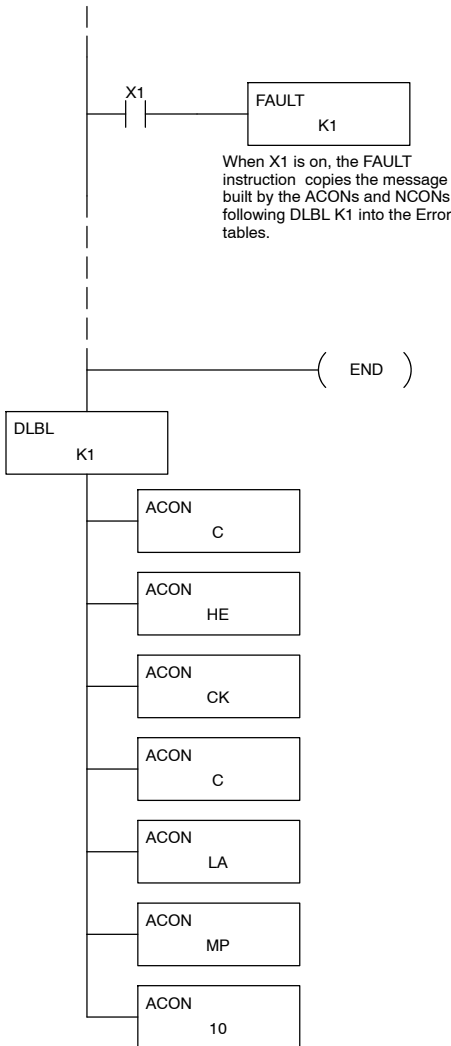 X1
FAULT
K1
When X1 is on, the FAULT
instruction copies the message
built by the ACONs and NCONs
following DLBL K1 into the Error
tables.
END
DLBL
K1
ACON
C
ACON
HE
ACON
CK
ACON
C
ACON
LA
ACON
MP
ACON
10